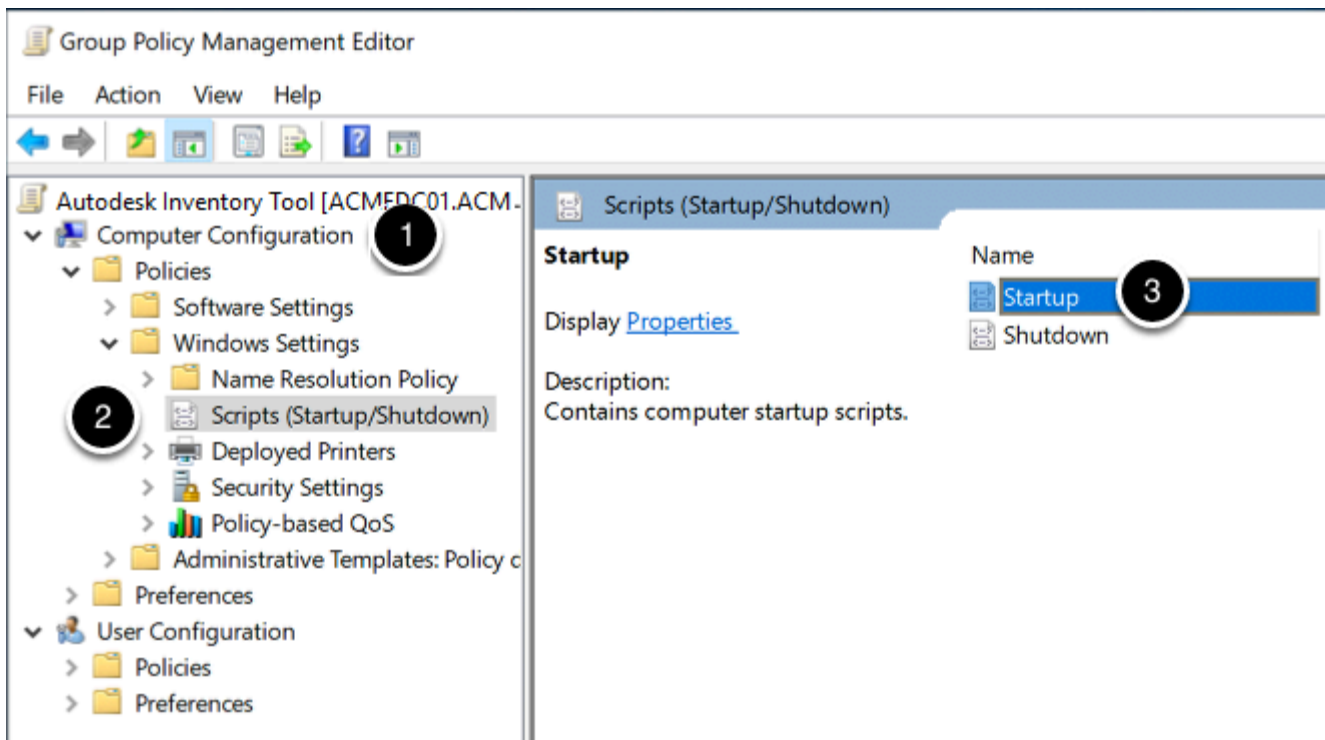 Group Policy Management Editor
File Action View Help
Autodesk Inventory Tool [ACMEDC01.ACM
Computer Configuration 1
Policies
Software Settings
Windows Settings
Name Resolution Policy
2 Scripts (Startup/Shutdown)
Deployed Printers
Security Settings
Policy-based QoS
Administrative Templates: Policy
Preferences
User Configuration
Policies
Preferences
Scripts (Startup/Shutdown)
Startup
Display Properties
Description:
Contains computer startup scripts.
Name
Startup 3
Shutdown